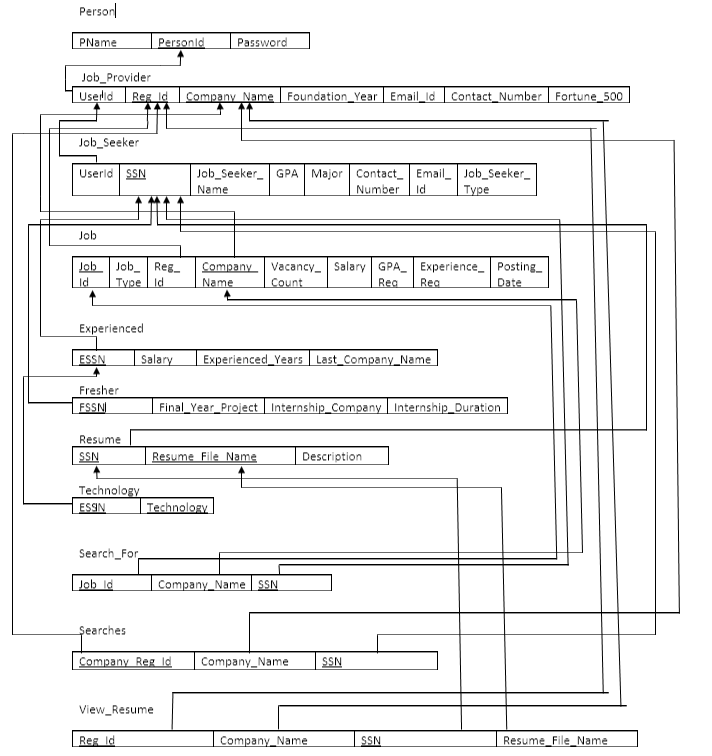 Person
PName PersonId Password
Job_Provider
UserId Reg_Id Company_Name Foundation_Year Email_Id Contact_Number Fortune_500
Job_Seeker
UserId SSN Job_Seeker_ GPA Major Contact_ Email_ Job_Seeker_
Name Number Id Type
Job
Job_ Job_ Reg_ Company_ Vacancy_ Salary GPA_ Experience_ Posting_
Id Type Id Name Count Req Req Date
Experienced
ESSN Salary Experienced_Years Last_Company_Name
Fresher
FSSN Final_Year_Project Internship_Company Internship_Duration
Resume
SSN Resume_File_Name Description
Technology
ESSN Technology
Search_For
Job_Id Company_Name SSN
Searches
Company_Reg_Id Company_Name SSN
View_Resume
Reg_Id Company_Name SSN Resume_File_Name